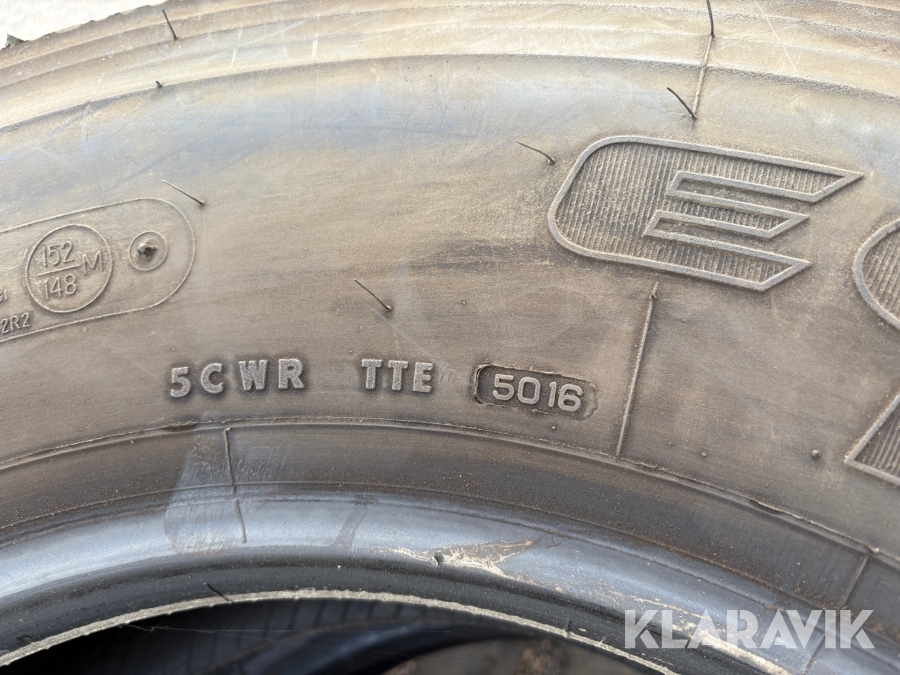 E
152
148 M
2R2
5CWR TTE 5016
KLARAVIK